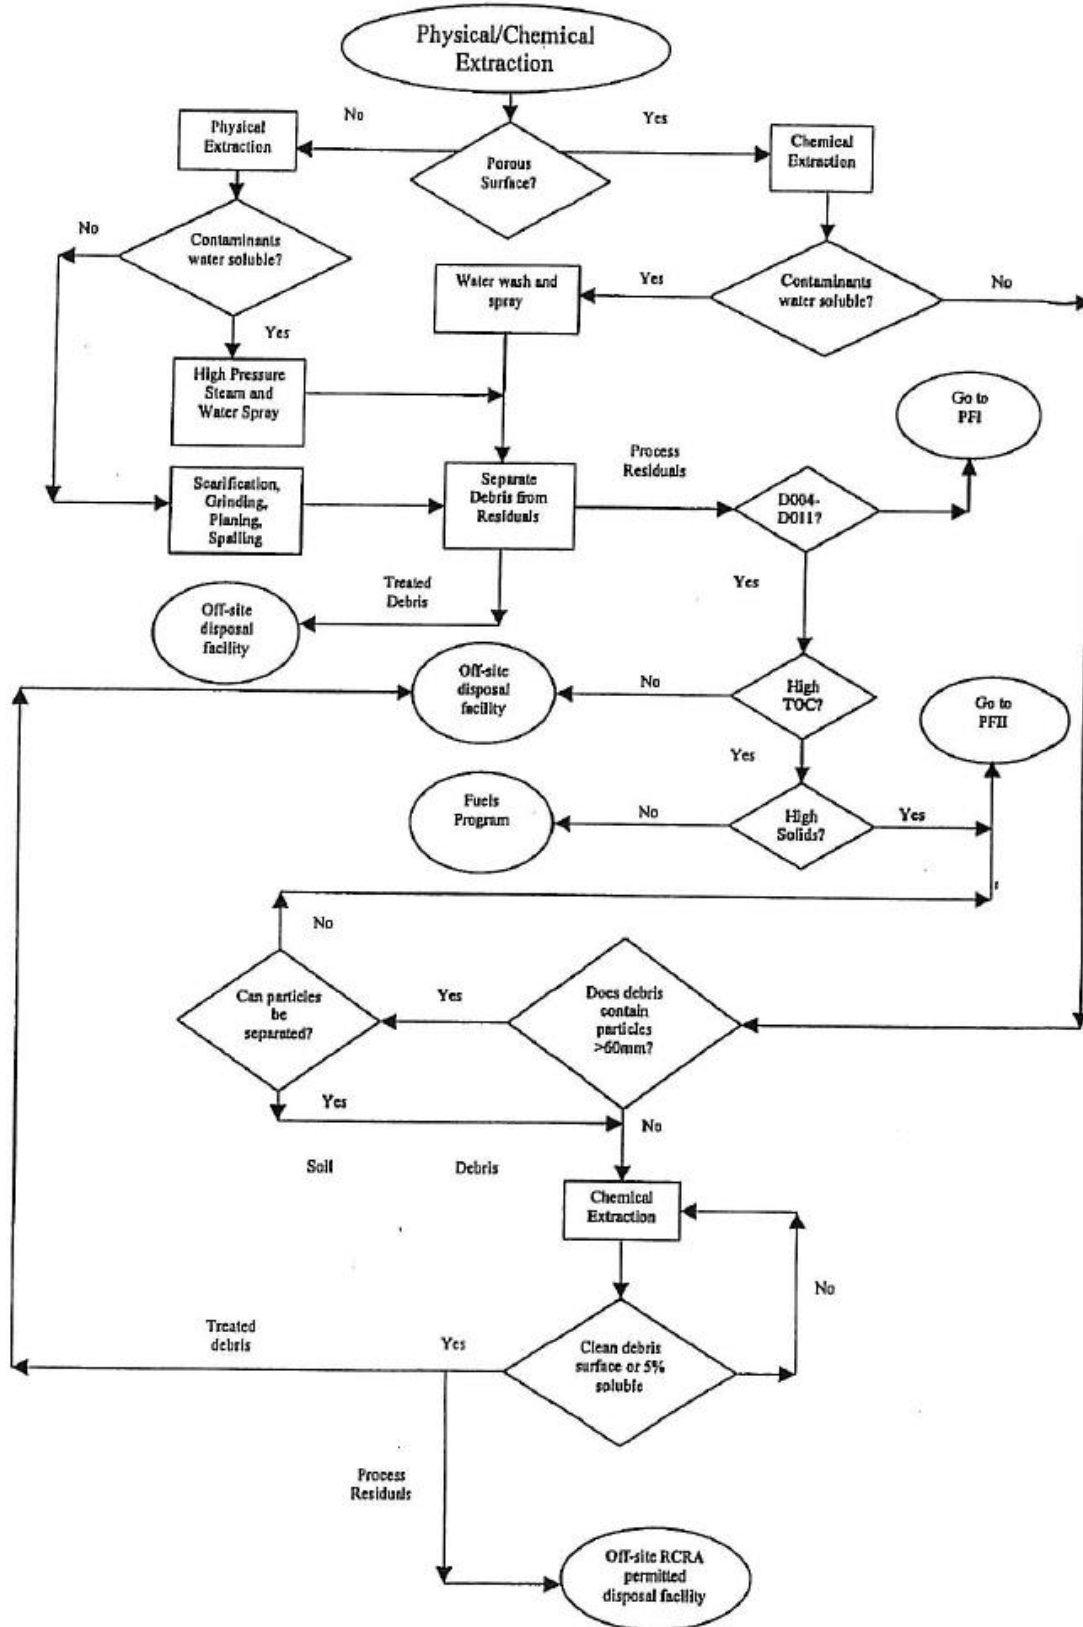 Physical/Chemical
Extraction
No
Yes
Physical
Extraction
Porous
Surface?
Chemical
Extraction
No
Contaminants
water soluble?
Water wash and
spray
Yes
Contaminants
water soluble?
No
Yes
High Pressure
Steam and
Water Spray
Go to
PFI
Process
Residuals
Scarification,
Grinding,
Planing,
Spalling
Separate
Debris from
Residuals
D004-
D011?
Treated
Debris
Yes
Off-site
disposal
facility
Off-site
disposal
facility
No
High
TOC?
Go to
PFII
Yes
Fuels
Program
No
High
Solids?
Yes
No
Can particles
be
separated?
Yes
Does debris
contain
particles
>60mm?
Yes
No
Soil
Debris
Chemical
Extraction
No
Treated
debris
Yes
Clean debris
surface or 5%
soluble
Process
Residuals
Off-site RCRA
permitted
disposal facility